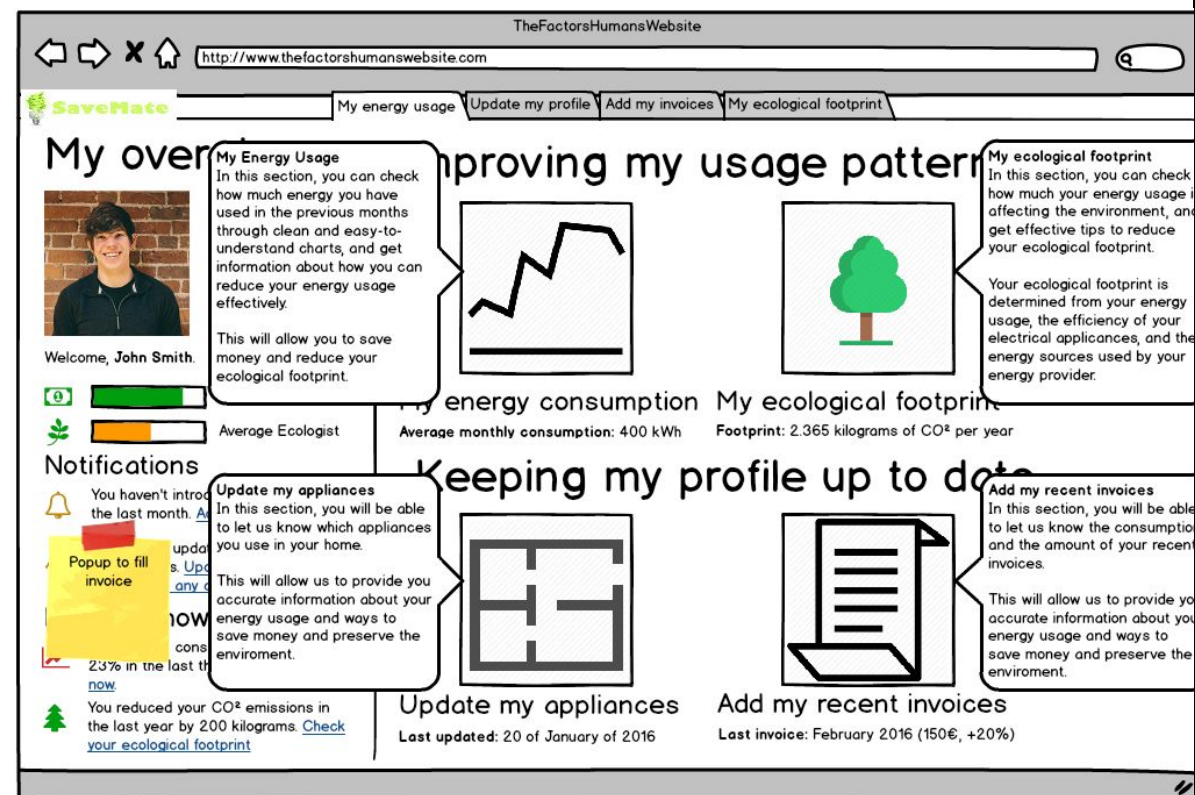 TheFactorsHumansWebsite
http://www.thefactorshumanswebsite.com
SaveMate
My energy usage
Update my profile
Add my invoices
My ecological footprint
My over
mproving my usage pattern
My Energy Usage
In this section, you can check
how much energy you have
used in the previous months
through clean and easy-to-
understand charts, and get
information about how you can
reduce your energy usage
effectively.
This will allow you to save
money and reduce your
ecological footprint.
My ecological footprint
In this section, you can check
how much your energy usage i
affecting the environment, and
get effective tips to reduce
your ecological footprint.
Your ecological footprint is
determined from your energy
usage, the efficiency of your
electrical applicances, and the
energy sources used by your
energy provider.
Welcome, John Smith.
Average Ecologist
My energy consumption
Average monthly consumption: 400 kWh
My ecological footprint
Footprint: 2.365 kilograms of CO² per year
Notifications
You haven't introd
the last month.
updat
s. Upd
any
Popup to fill
invoice
now
cons
23% in the last th
now.
You reduced your CO² emissions in
the last year by 200 kilograms. Check
your ecological footprint
Keeping my profile up to date
Update my appliances
In this section, you will be able
to let us know which appliances
you use in your home.
This will allow us to provide you
accurate information about your
energy usage and ways to
save money and preserve the
enviroment.
Add my recent invoices
In this section, you will be able
to let us know the consumption
and the amount of your recent
invoices.
This will allow us to provide yo
accurate information about you
energy usage and ways to
save money and preserve the
enviroment.
Update my appliances
Last updated: 20 of January of 2016
Add my recent invoices
Last invoice: February 2016 (150€, +20%)